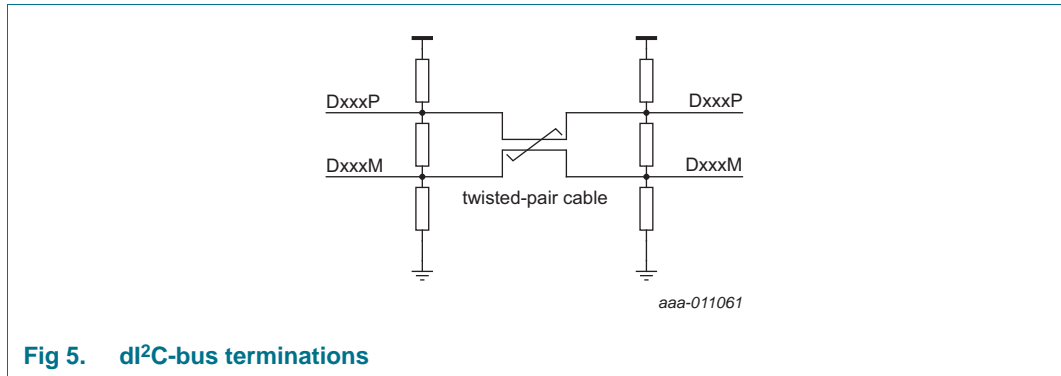 DxxxP
DxxxP
DxxxM
DxxxM
twisted-pair cable
aaa-011061
Fig 5. dI²C-bus terminations